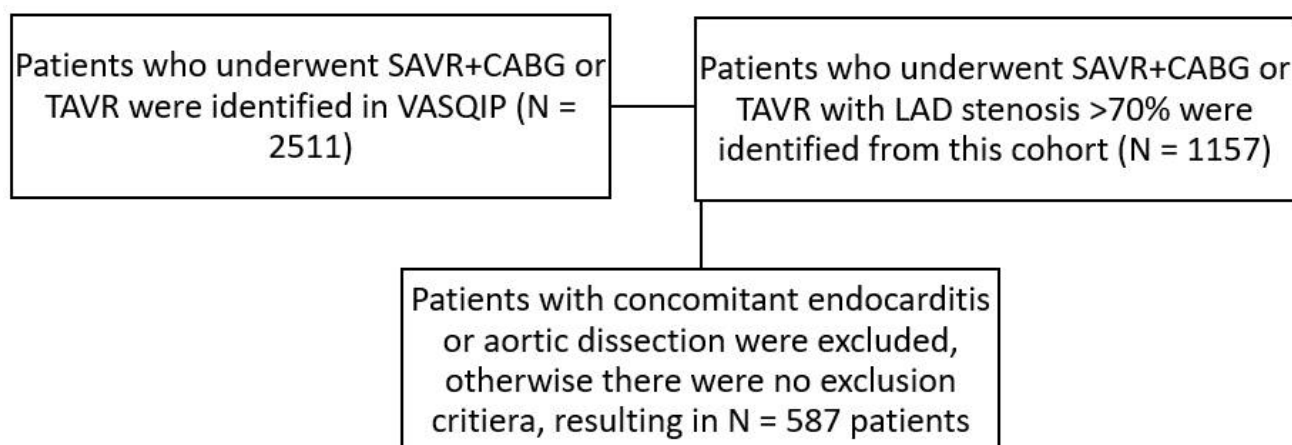 Patients who underwent SAVR+CABG or
TAVR were identified in VASQIP (N =
2511)
Patients who underwent SAVR+CABG or
TAVR with LAD stenosis >70% were
identified from this cohort (N = 1157)
Patients with concomitant endocarditis
or aortic dissection were excluded,
otherwise there were no exclusion
critiera, resulting in N = 587 patients